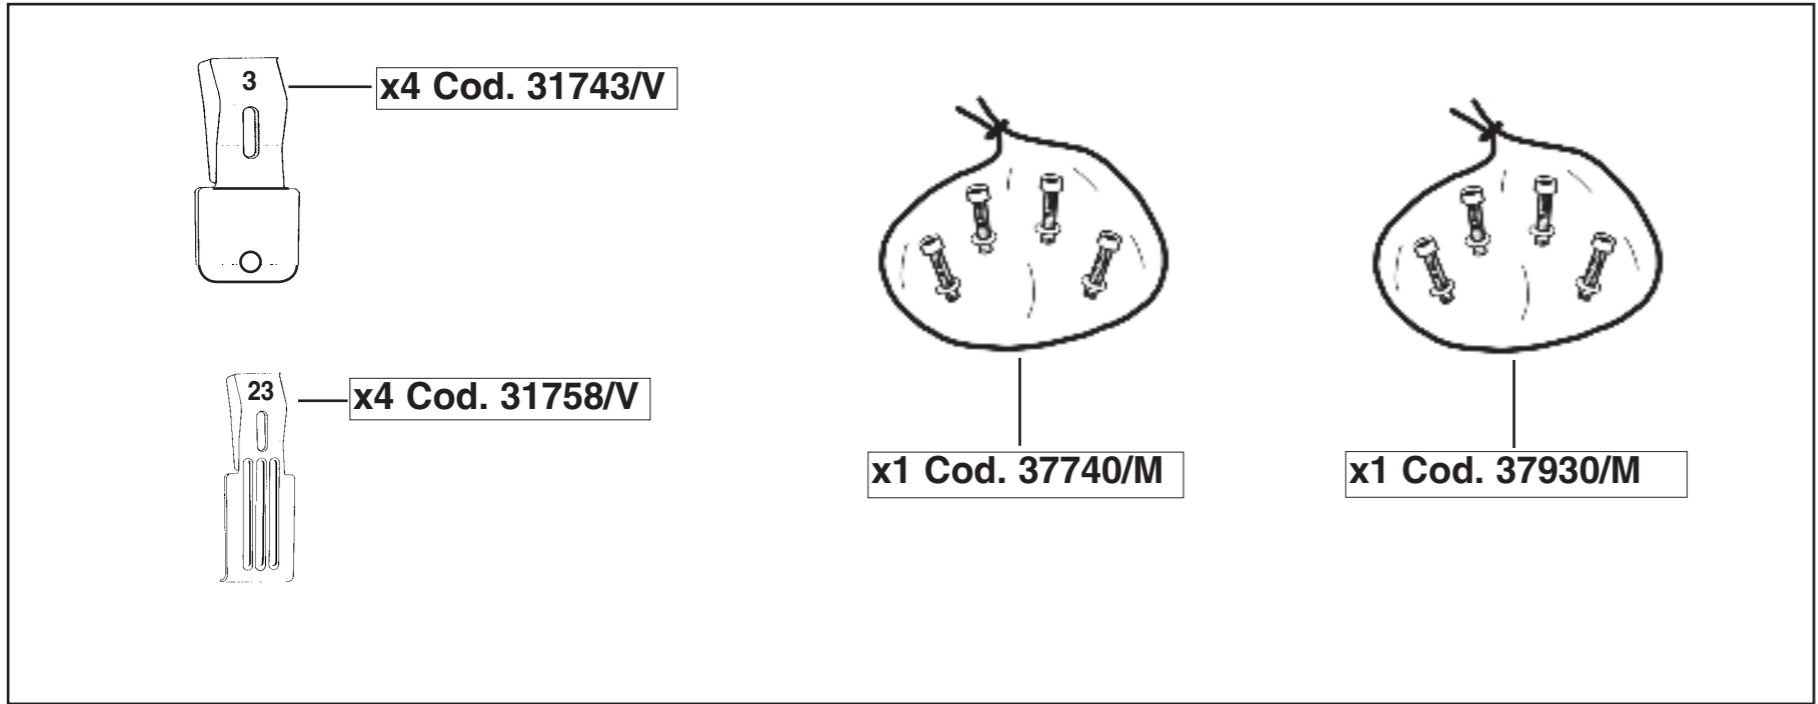 3
x4 Cod. 31743/V
23
x4 Cod. 31758/V
x1 Cod. 37740/M
x1 Cod. 37930/M